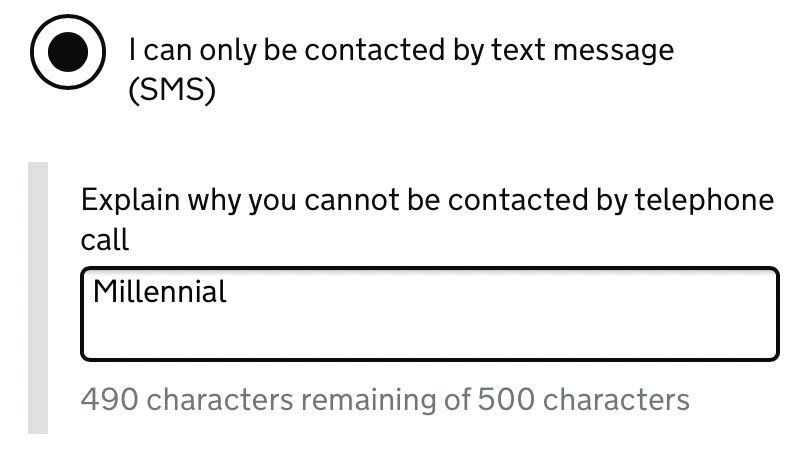 I can only be contacted by text message
(SMS)
Explain why you cannot be contacted by telephone
call
Millennial
490 characters remaining of 500 characters